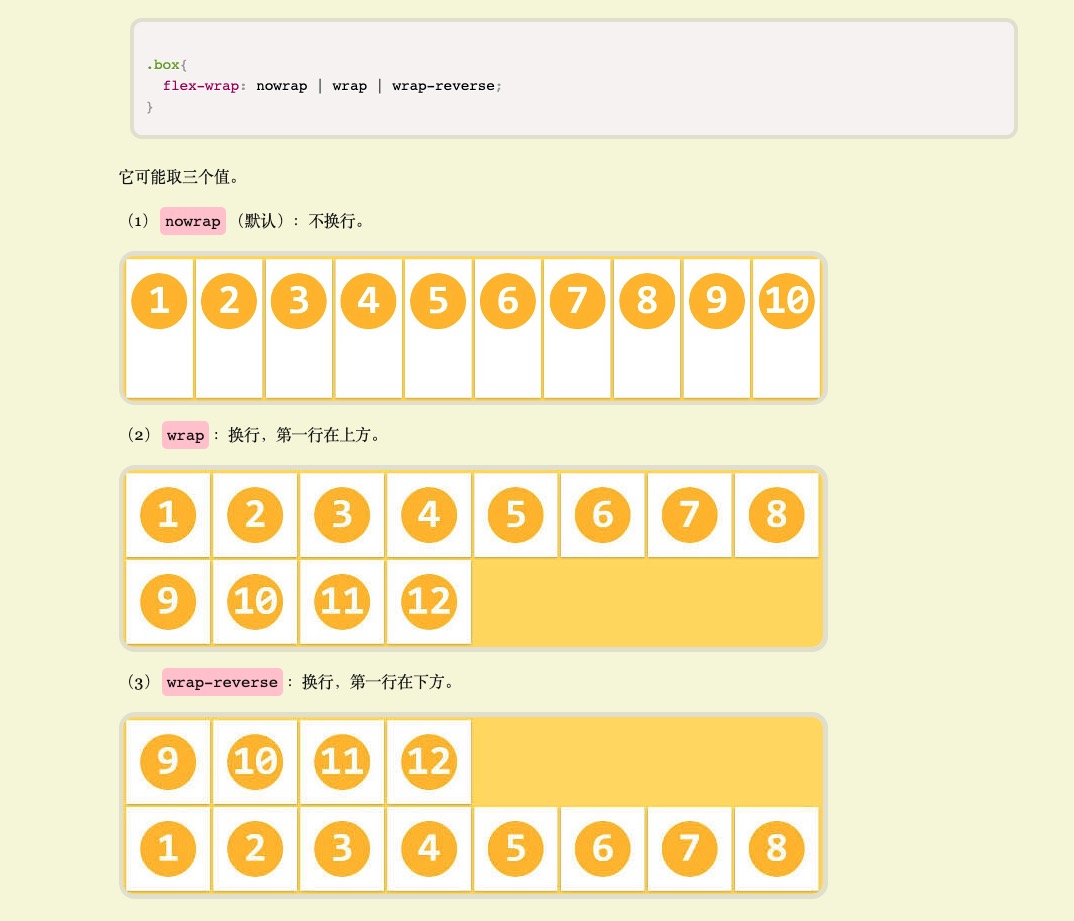 .box{
flex-wrap: nowrap | wrap | wrap-reverse;
}
它可能取三个值。
（1） nowrap （默认）：不换行。
1 2 3 4 5 6 7 8 9 10
（2） wrap ：换行，第一行在上方。
1 2 3 4 5 6 7 8
9 10 11 12
（3） wrap-reverse ：换行，第一行在下方。
9 10 11 12
1 2 3 4 5 6 7 8